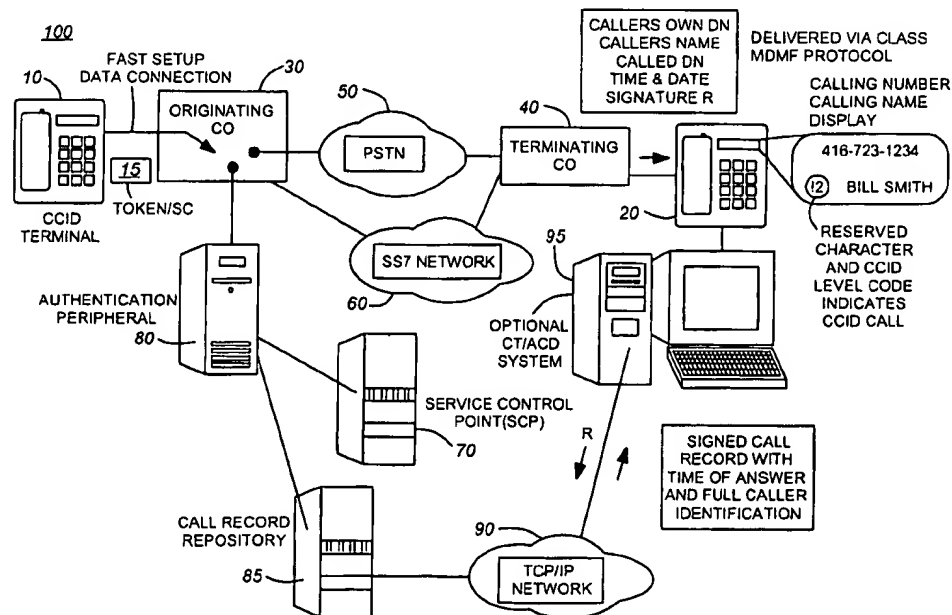 100
10
FAST SETUP
DATA CONNECTION
30
ORIGINATING
CO
15
TOKEN/SC
CCID
TERMINAL
50
PSTN
40
TERMINATING
CO
CALLERS OWN DN
CALLERS NAME
CALLED DN
TIME & DATE
SIGNATURE R
DELIVERED VIA CLASS
MDMF PROTOCOL
CALLING NUMBER
CALLING NAME
DISPLAY
416-723-1234
12 BILL SMITH
20
RESERVED
CHARACTER
AND CCID
LEVEL CODE
INDICATES
CCID CALL
SS7 NETWORK
60
95
OPTIONAL
CT/ACD
SYSTEM
AUTHENTICATION
PERIPHERAL
80
SERVICE CONTROL
POINT(SCP)
70
R
SIGNED CALL
RECORD WITH
TIME OF ANSWER
AND FULL CALLER
IDENTIFICATION
CALL RECORD
REPOSITORY
85
90
TCP/IP
NETWORK